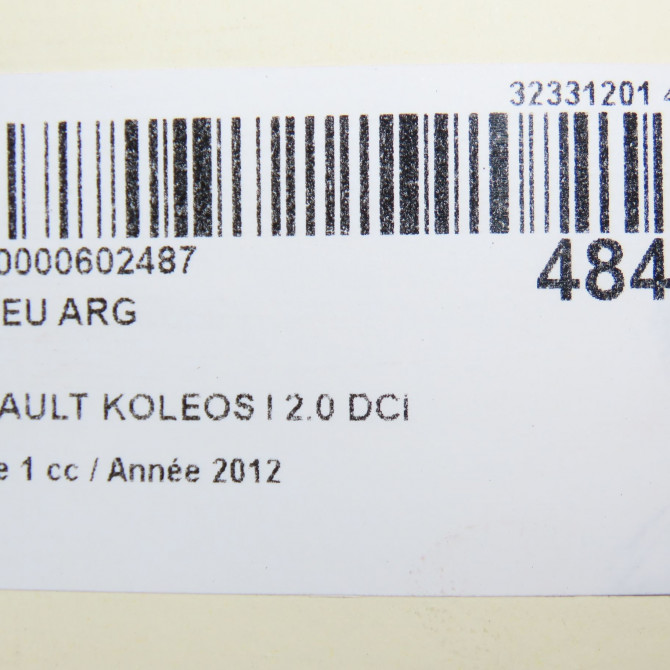 32331201 4
0000602487
484
EU ARG
AULT KOLEOS I 2.0 DCI
e 1 cc / Année 2012